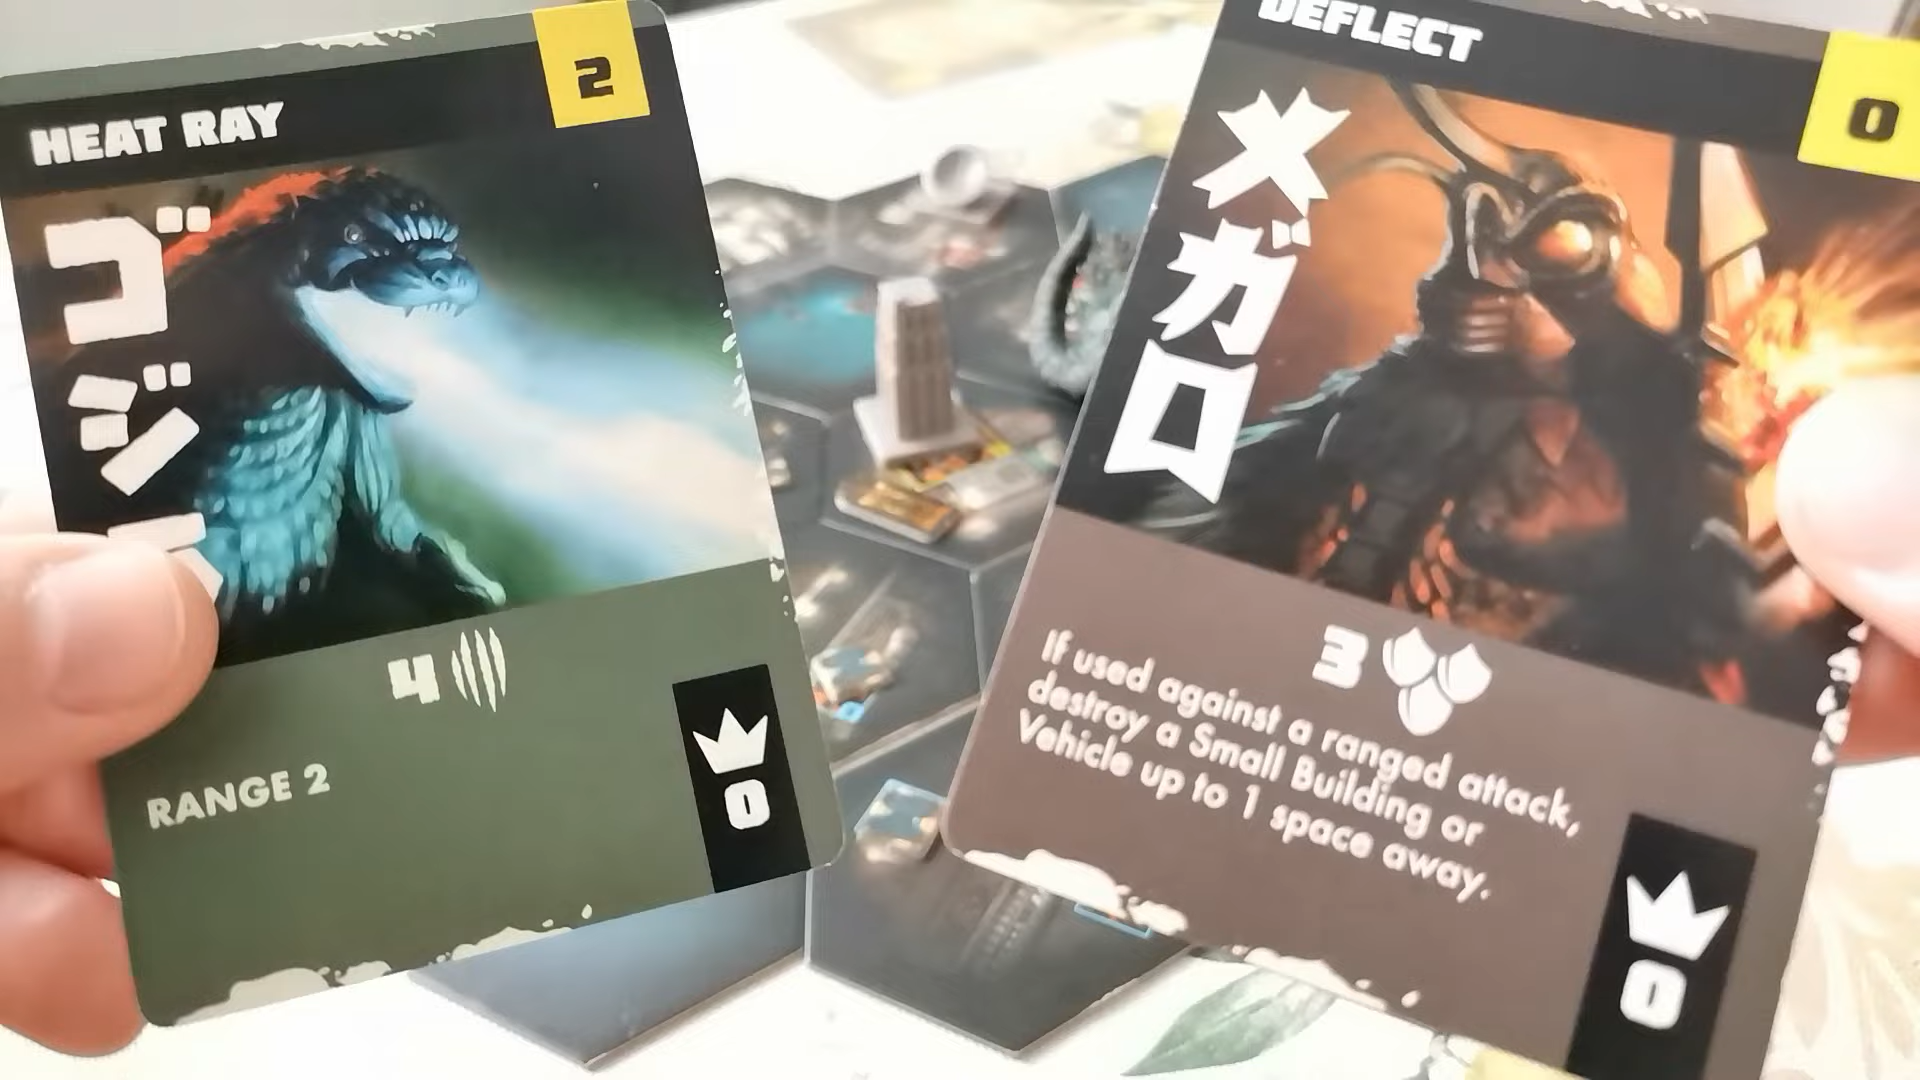 HEAT RAY
2
ゴジ
4
RANGE 2
0
DEFLECT
0
メガロ
3
If used against a ranged attack,
destroy a Small Building or
Vehicle up to 1 space away.
0